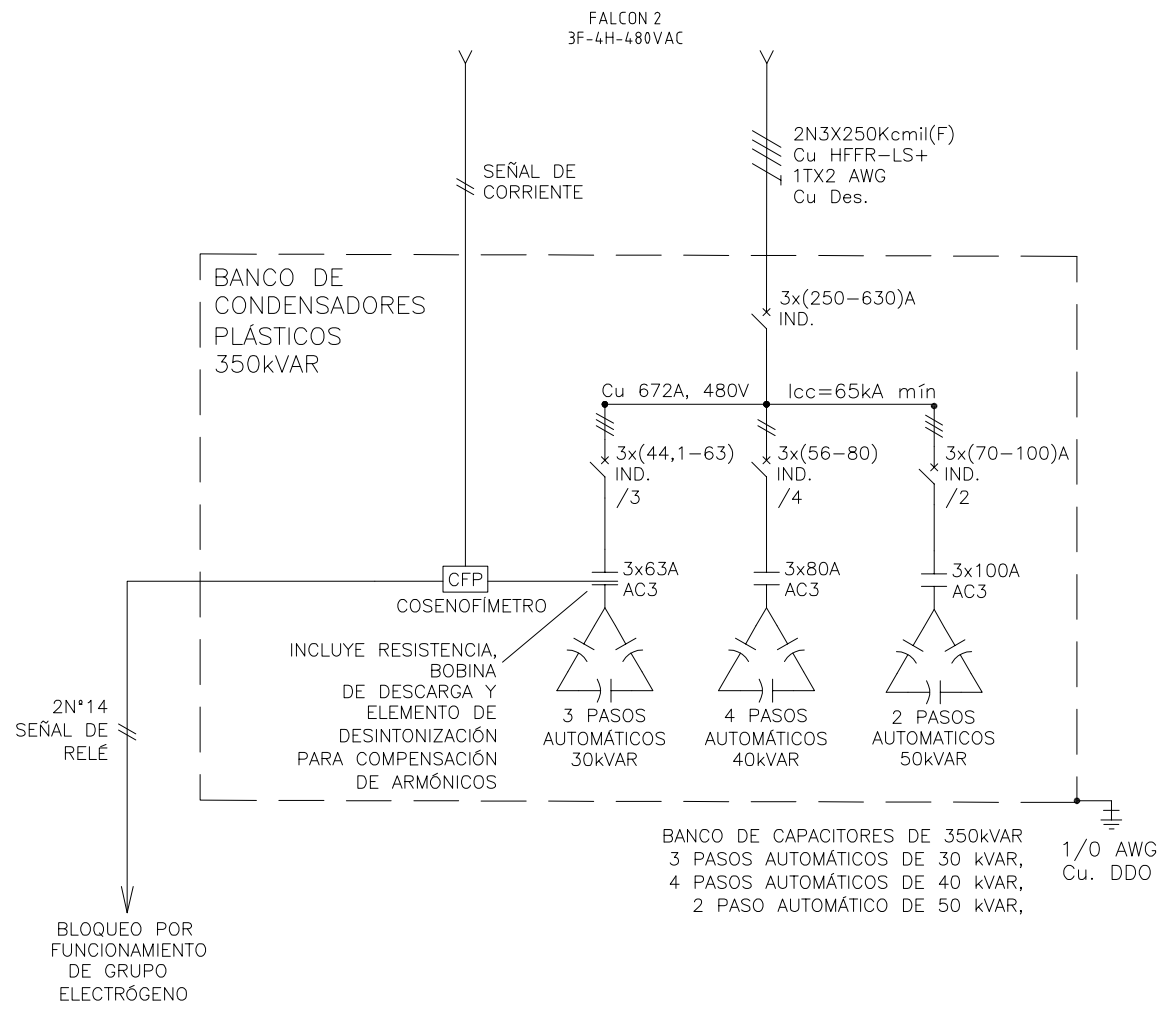 FALCON 2
3F-4H-480VAC
2N3X250Kcmil(F)
Cu HFFR-LS+
1TX2 AWG
Cu Des.
SEÑAL DE
CORRIENTE
BANCO DE
CONDENSADORES
PLÁSTICOS
350kVAR
3x(250-630)A
IND.
Cu 672A, 480V
Icc=65kA mín
3x(44,1-63)
IND.
/3
3x(56-80)
IND.
/4
3x(70-100)A
IND.
/2
CFP
COSENOFÍMETRO
3x63A
AC3
3x80A
AC3
3x100A
AC3
INCLUYE RESISTENCIA,
BOBINA
DE DESCARGA Y
ELEMENTO DE
DESINTONIZACIÓN
PARA COMPENSACIÓN
DE ARMÓNICOS
3 PASOS
AUTOMÁTICOS
30kVAR
4 PASOS
AUTOMÁTICOS
40kVAR
2 PASOS
AUTOMATICOS
50kVAR
2N°14
SEÑAL DE
RELÉ
BANCO DE CAPACITORES DE 350kVAR
3 PASOS AUTOMÁTICOS DE 30 kVAR,
4 PASOS AUTOMÁTICOS DE 40 kVAR,
2 PASO AUTOMÁTICO DE 50 kVAR,
1/0 AWG
Cu. DDO
BLOQUEO POR
FUNCIONAMIENTO
DE GRUPO
ELECTRÓGENO